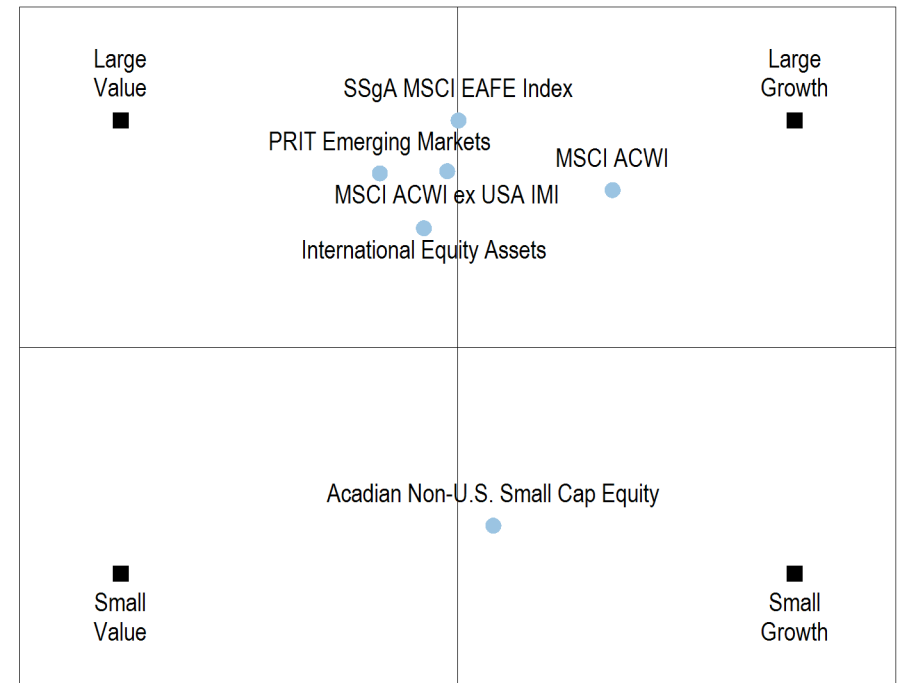 Large
Value
Large
Growth
SSgA MSCI EAFE Index
PRIT Emerging Markets
MSCI ACWI
MSCI ACWI ex USA IMI
International Equity Assets
Acadian Non-U.S. Small Cap Equity
Small
Value
Small
Growth